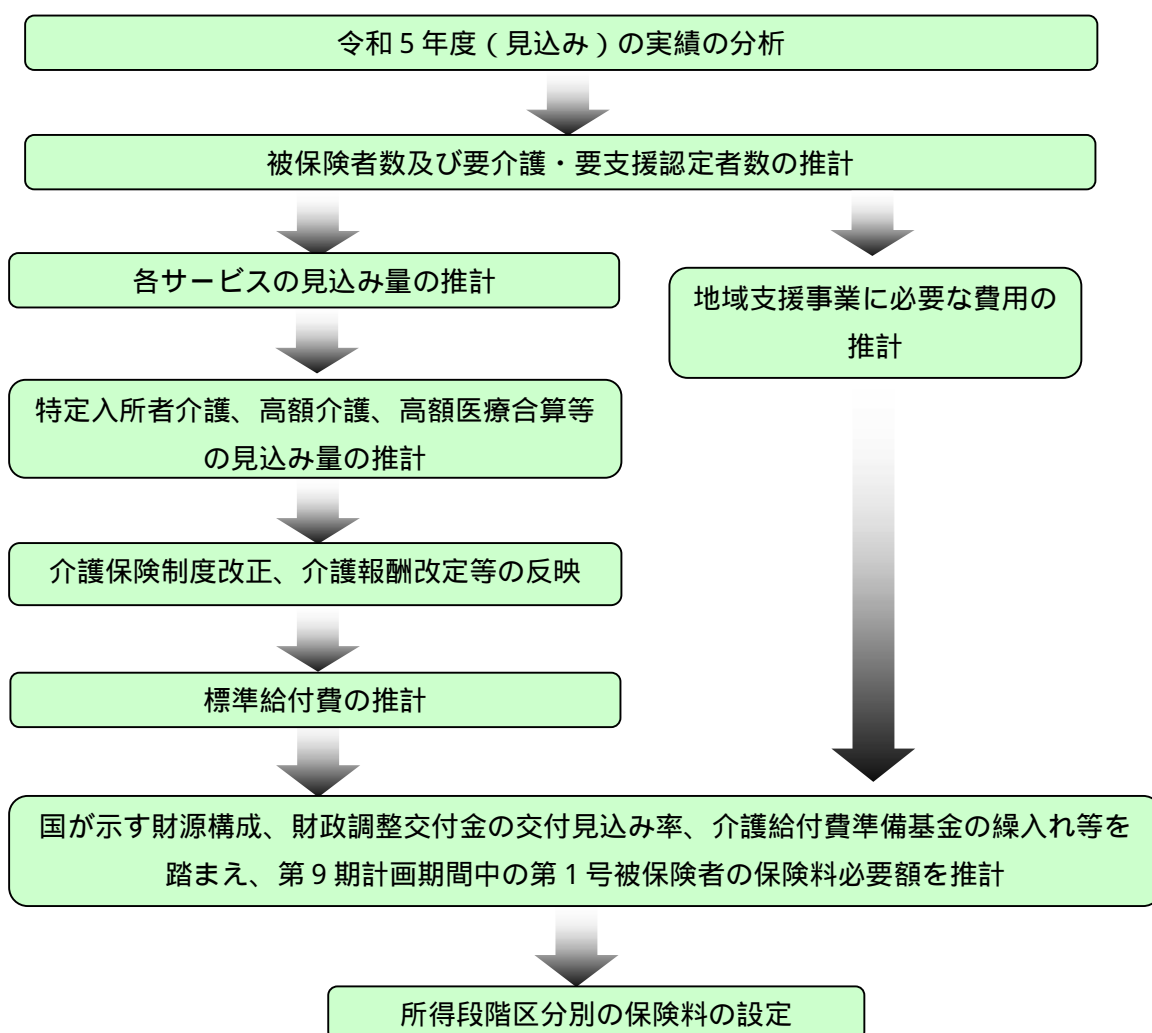 令和５年度（見込み）の実績の分析
被保険者数及び要介護・要支援認定者数の推計
各サービスの見込み量の推計
地域支援事業に必要な費用の
推計
特定入所者介護、高額介護、高額医療合算等
の見込み量の推計
介護保険制度改正、介護報酬改定等の反映
標準給付費の推計
国が示す財源構成、財政調整交付金の交付見込み率、介護給付費準備基金の繰入れ等を
踏まえ、第９期計画期間中の第１号被保険者の保険料必要額を推計
所得段階区分別の保険料の設定